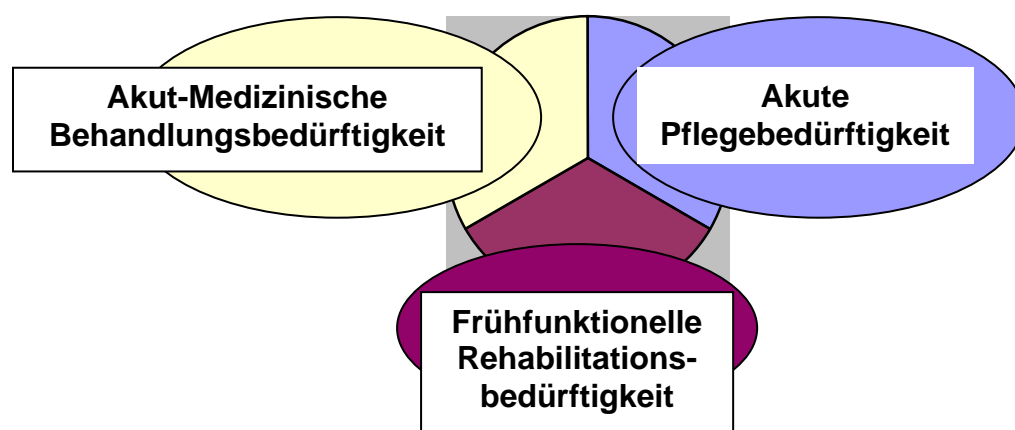 Akut-Medizinische
Behandlungsbedürftigkeit
Akute
Pflegebedürftigkeit
Frühfunktionelle
Rehabilitations-
bedürftigkeit